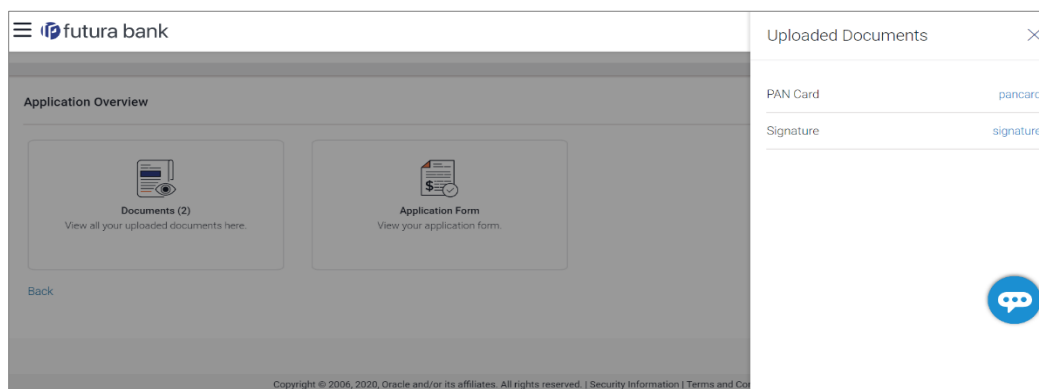 futura bank
Uploaded Documents
Application Overview
PAN Card pancard
Signature signature
Documents (2)
View all your uploaded documents here.
Application Form
View your application form.
Back
Copyright © 2006, 2020, Oracle and/or its affiliates. All rights reserved. | Security Information | Terms and